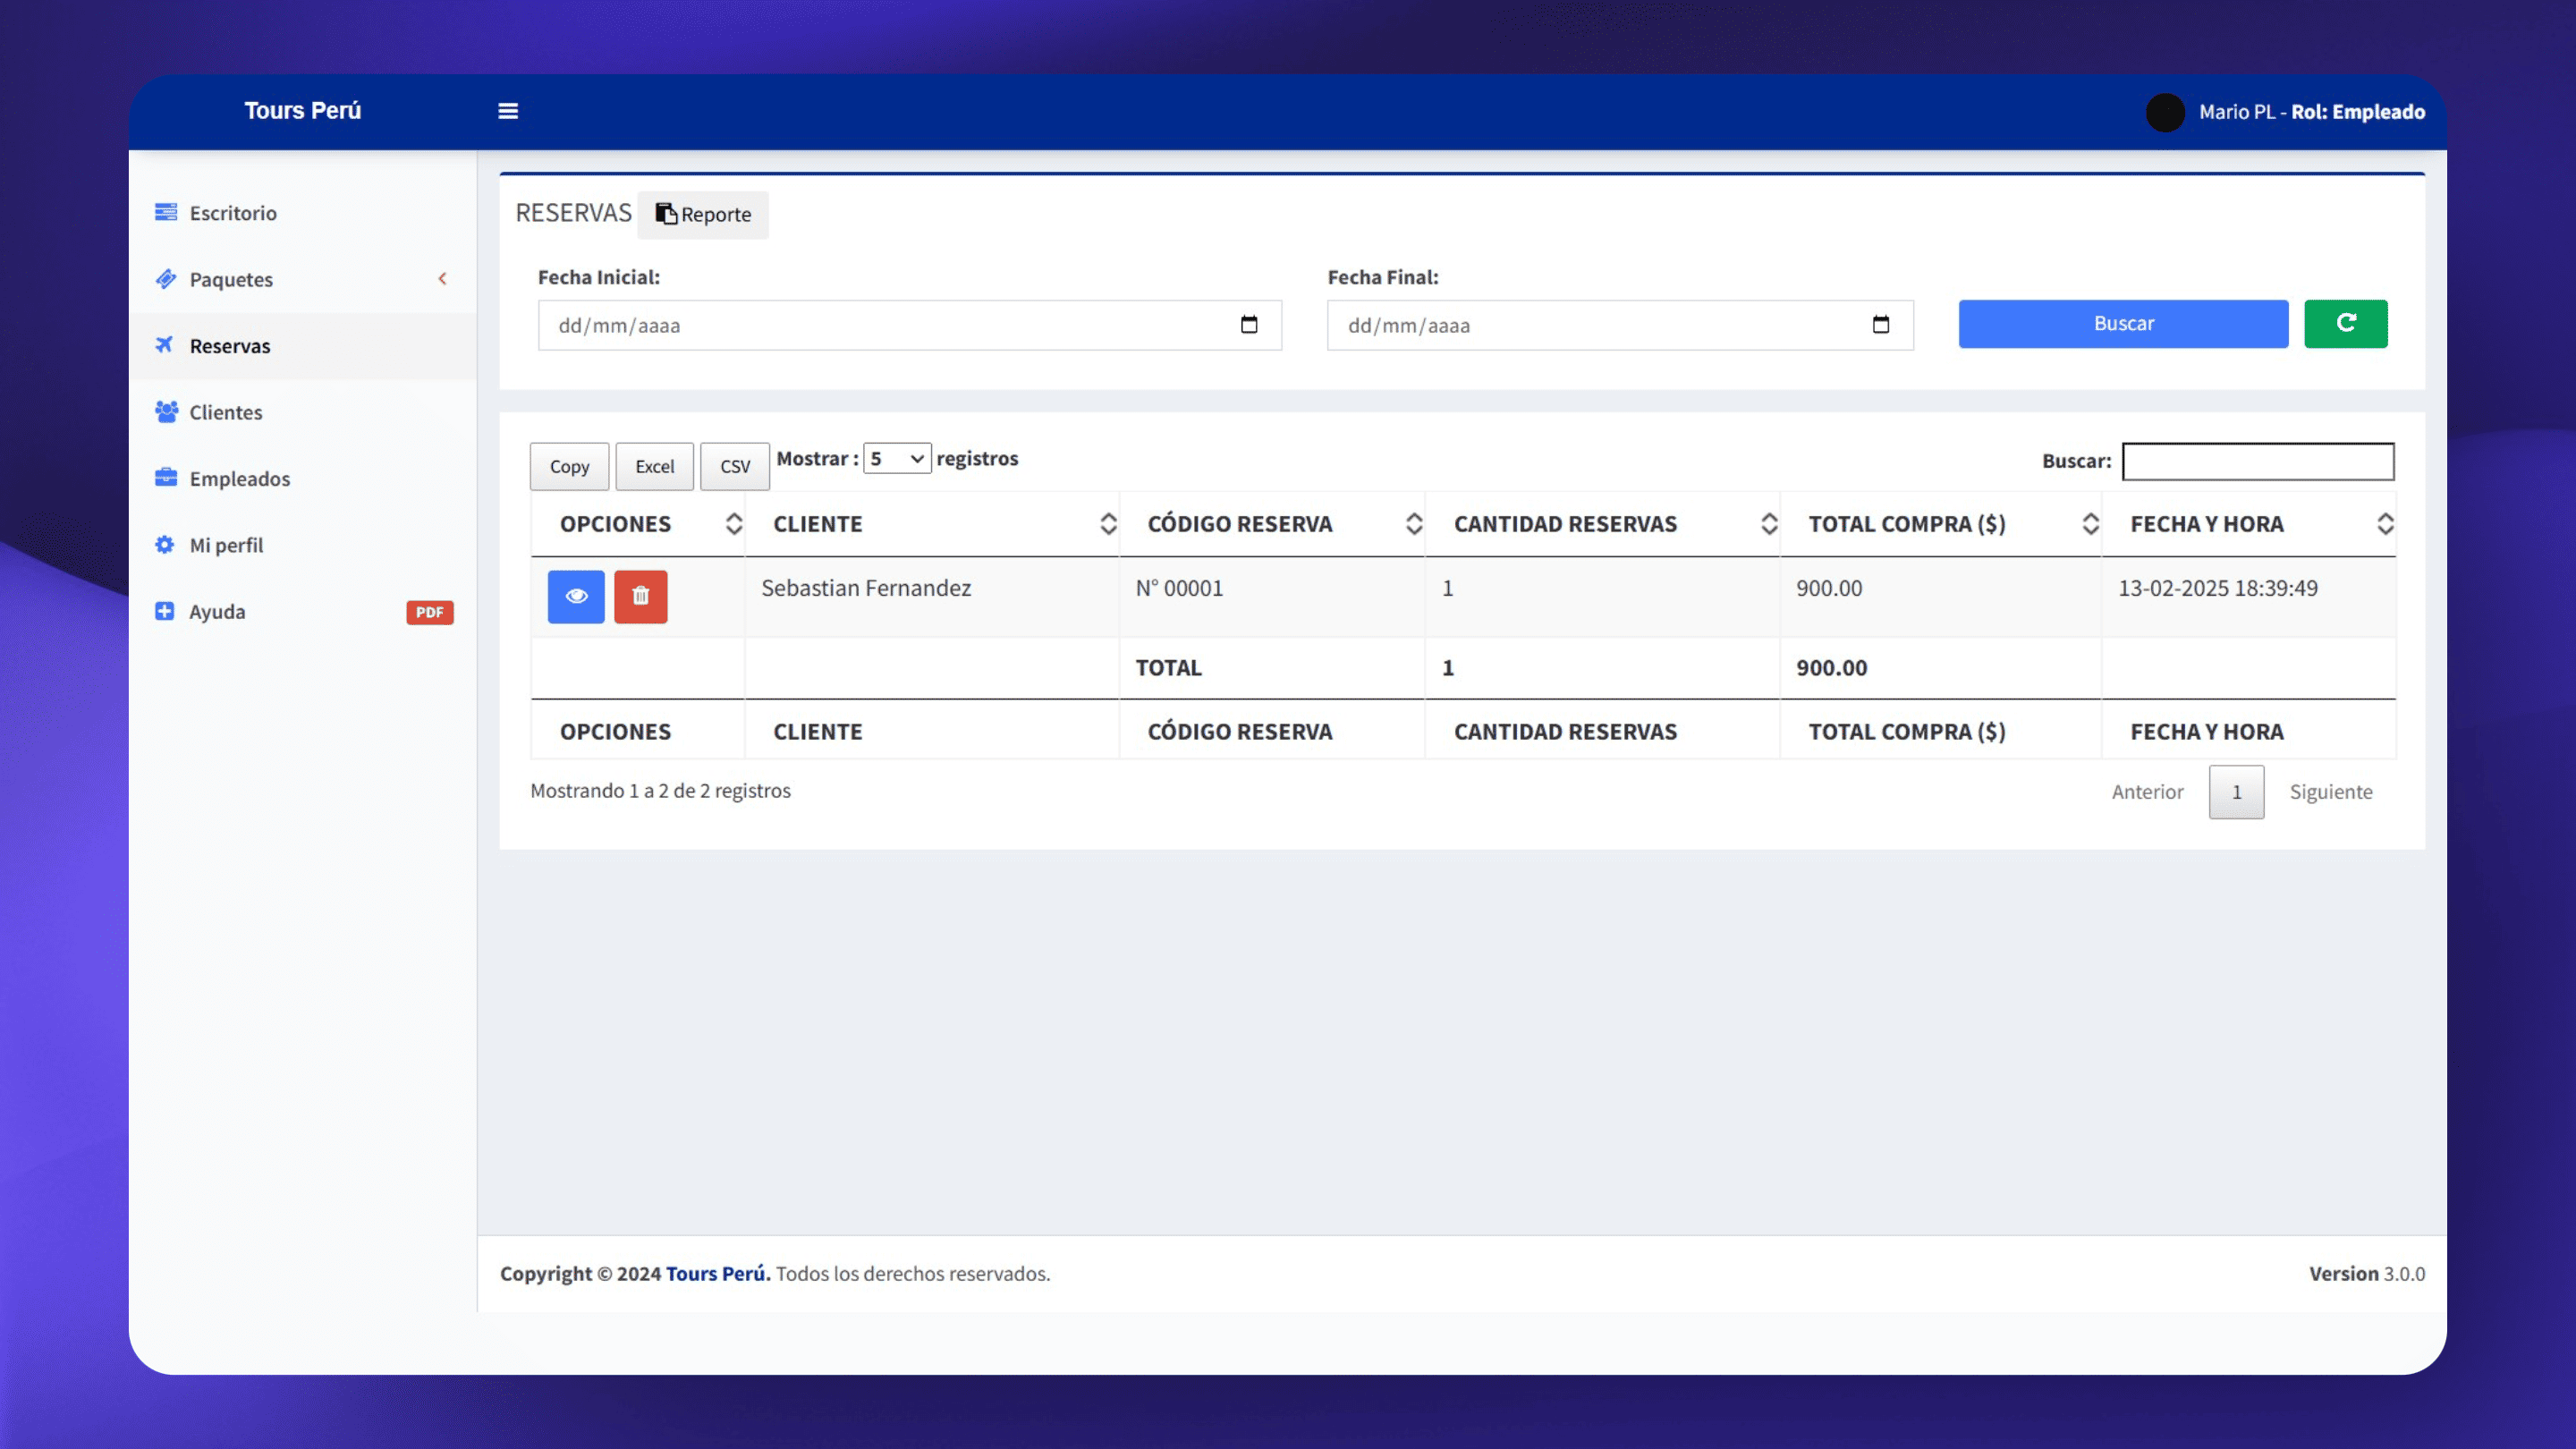 Tours Perú
Mario PL - Rol: Empleado
Escritorio
Paquetes
Reservas
Clientes
Empleados
Mi perfil
Ayuda PDF
RESERVAS Reporte
Fecha Inicial: Fecha Final:
dd/mm/aaaa dd/mm/aaaa Buscar
Copy Excel CSV Mostrar : 5 registros Buscar:
OPCIONES CLIENTE CÓDIGO RESERVA CANTIDAD RESERVAS TOTAL COMPRA ($) FECHA Y HORA
Sebastian Fernandez N° 00001 1 900.00 13-02-2025 18:39:49
TOTAL 1 900.00
OPCIONES CLIENTE CÓDIGO RESERVA CANTIDAD RESERVAS TOTAL COMPRA ($) FECHA Y HORA
Mostrando 1 a 2 de 2 registros Anterior 1 Siguiente
Copyright © 2024 Tours Perú. Todos los derechos reservados. Version 3.0.0